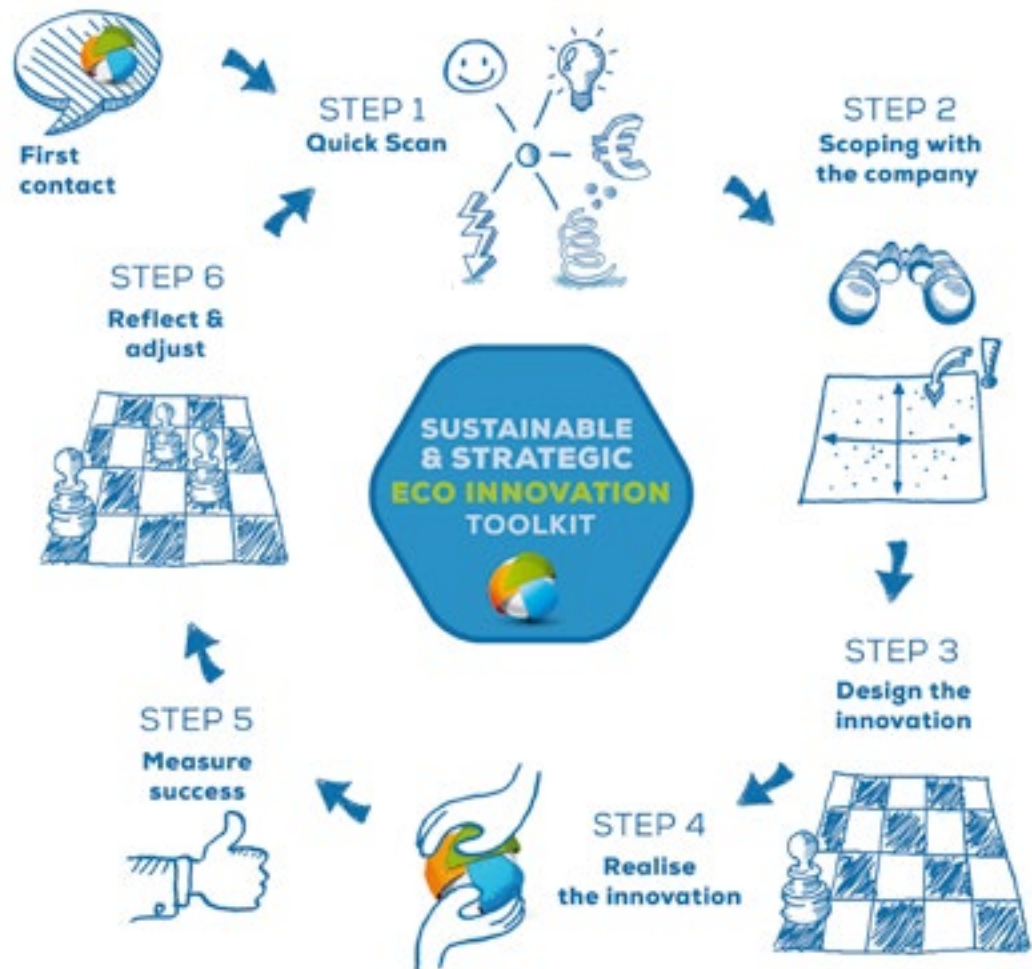 First
contact
STEP 1
Quick Scan
STEP 2
Scoping with
the company
STEP 3
Design the
innovation
STEP 4
Realise
the innovation
STEP 5
Measure
success
STEP 6
Reflect &
adjust
SUSTAINABLE
& STRATEGIC
ECO INNOVATION
TOOLKIT